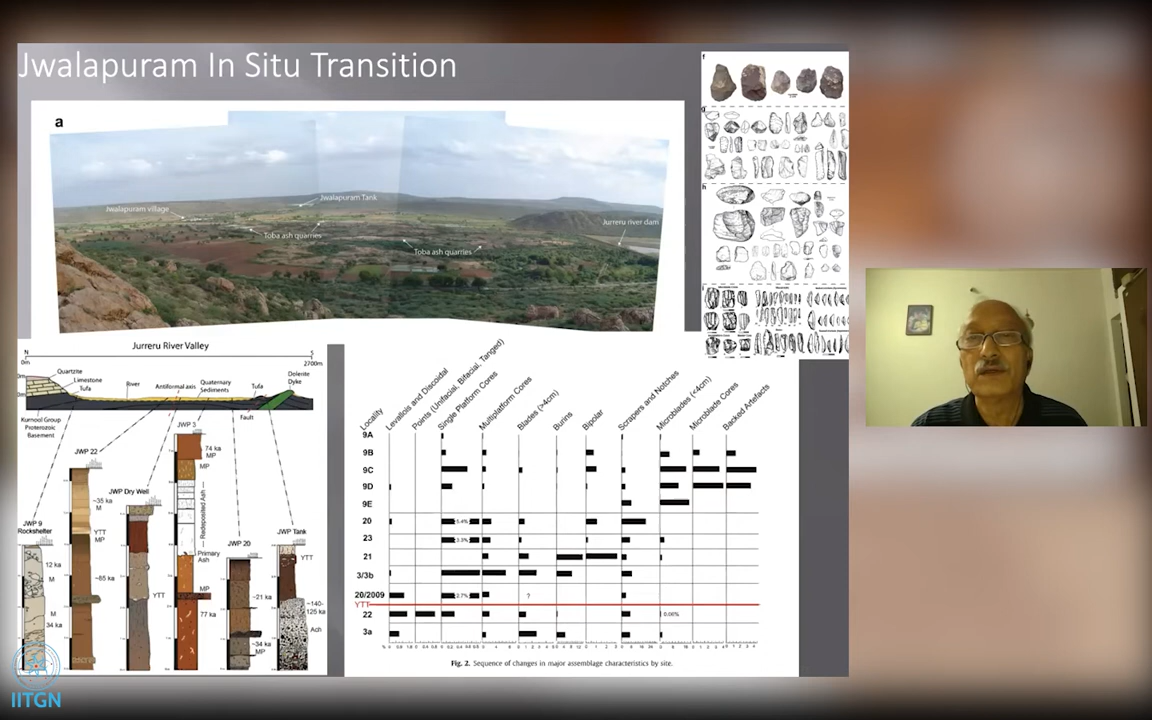 Jwalapuram In Situ Transition
a
Jwalapuram village
Jwalapuram Tank
Toba ash quarries
Toba ash quarries
Jurreru river dam
f
g
h
i
Jurreru River Valley
N
S
0m
2700m
Quartzite
Limestone
Tufa
River
Antiformal axis
Quaternary
Sediments
Tufa
Dolerite
Dyke
Fault
Kurnool Group
Proterozoic
Basement
JWP 3
JWP 22
JWP Dry Well
JWP 9
Rockshelter
JWP 20
JWP Tank
74 ka
MP
MP
Redeposited Ash
Primary
Ash
MP
77 ka
~35 ka
M
YTT
MP
~85 ka
YTT
12 ka
M
M
34 ka
~21 ka
~34 ka
MP
YTT
~140-
125 ka
Ach
Locality
Levallois and Discoidal
Points (Unifacial, Bifacial, Tanged)
Single Platform Cores
Multiplatform Cores
Blades (>4cm)
Burins
Bipolar
Scrapers and Notches
Microblades (<4cm)
Microblade Cores
Backed Artefacts
9A
9B
9C
9D
9E
20
23
21
3/3b
20/2009
?
YTT
22
0.06%
3a
Fig. 2. Sequence of changes in major assemblage characteristics by site.
IITGN